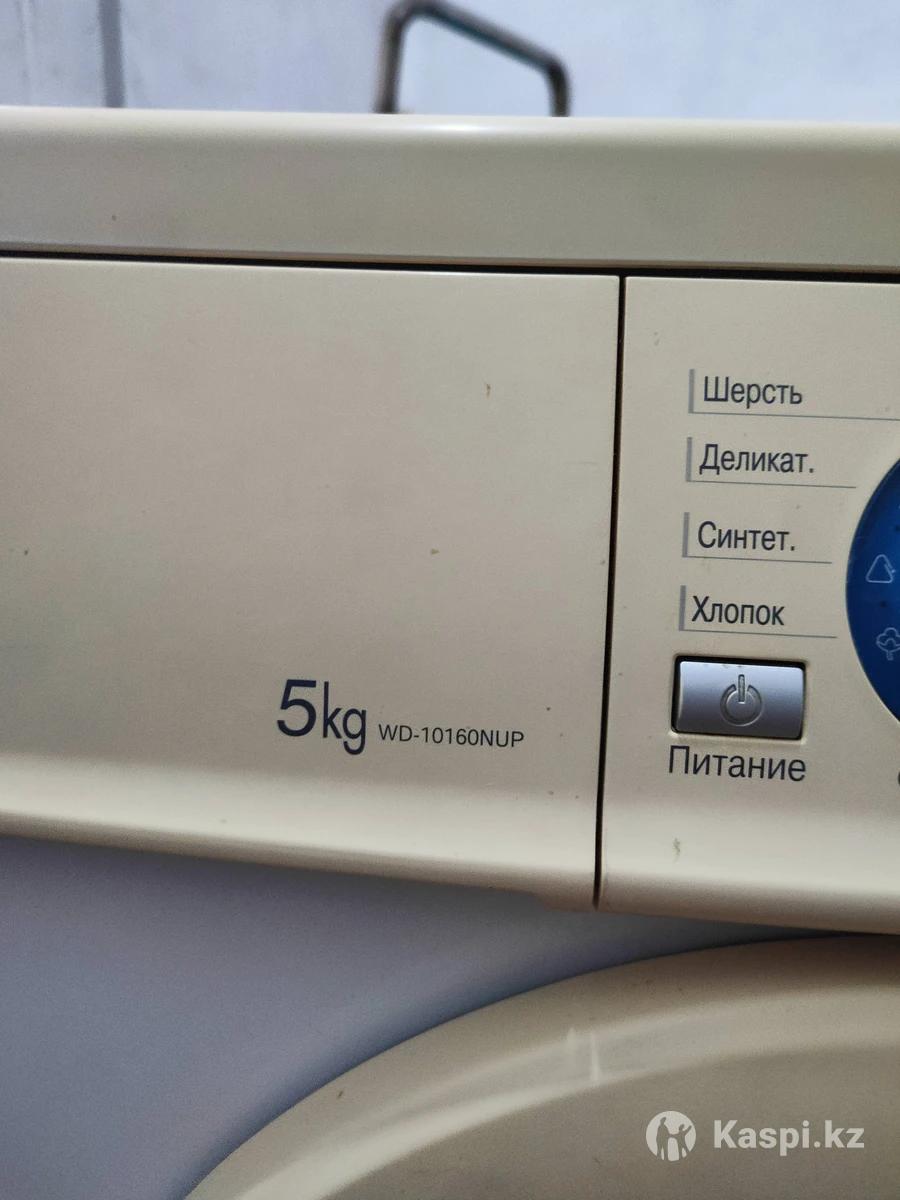 Шерсть
Деликат.
Синтет.
Хлопок
5kg WD-10160NUP
Питание
Kaspi.kz